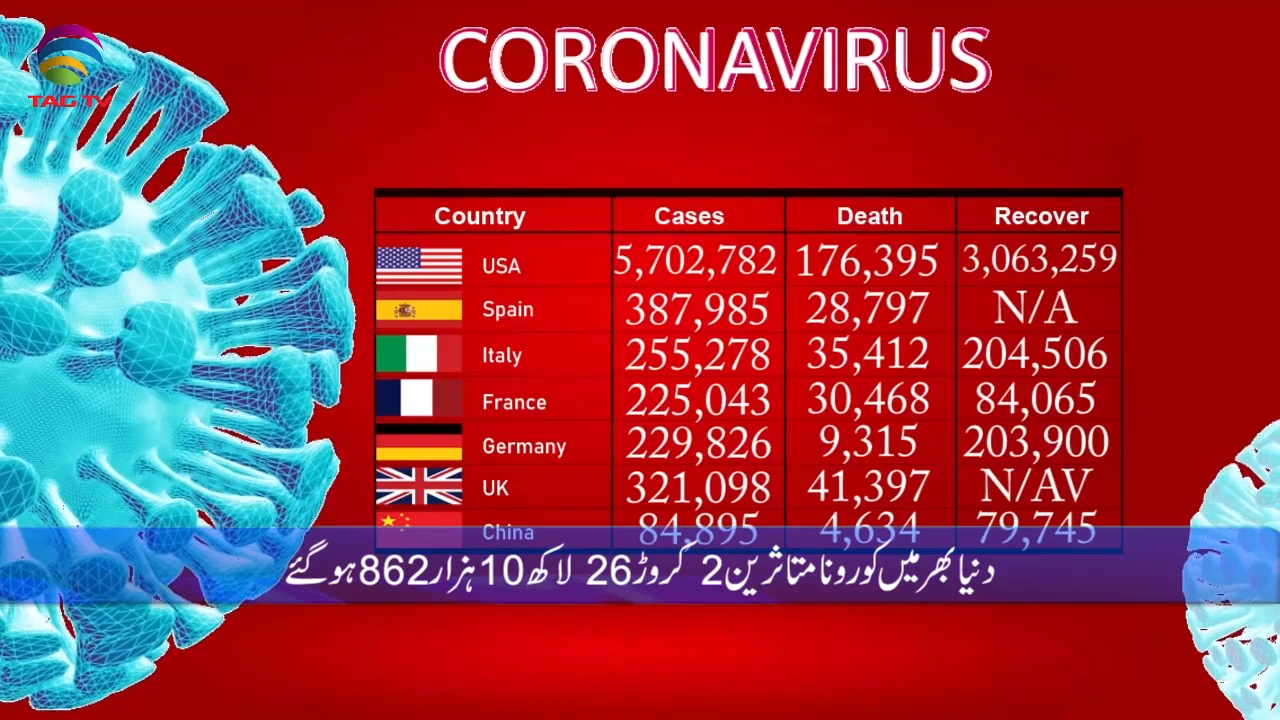 TAG TV
CORONAVIRUS
Country Cases Death Recover
USA 5,702,782 176,395 3,063,259
Spain 387,985 28,797 N/A
Italy 255,278 35,412 204,506
France 225,043 30,468 84,065
Germany 229,826 9,315 203,900
UK 321,098 41,397 N/AV
China 84,895 4,634 79,745
دنیا بھر میں کورونا متاثرین 2 کروڑ 26 لاکھ 10 ہزار 862 ہو گئے